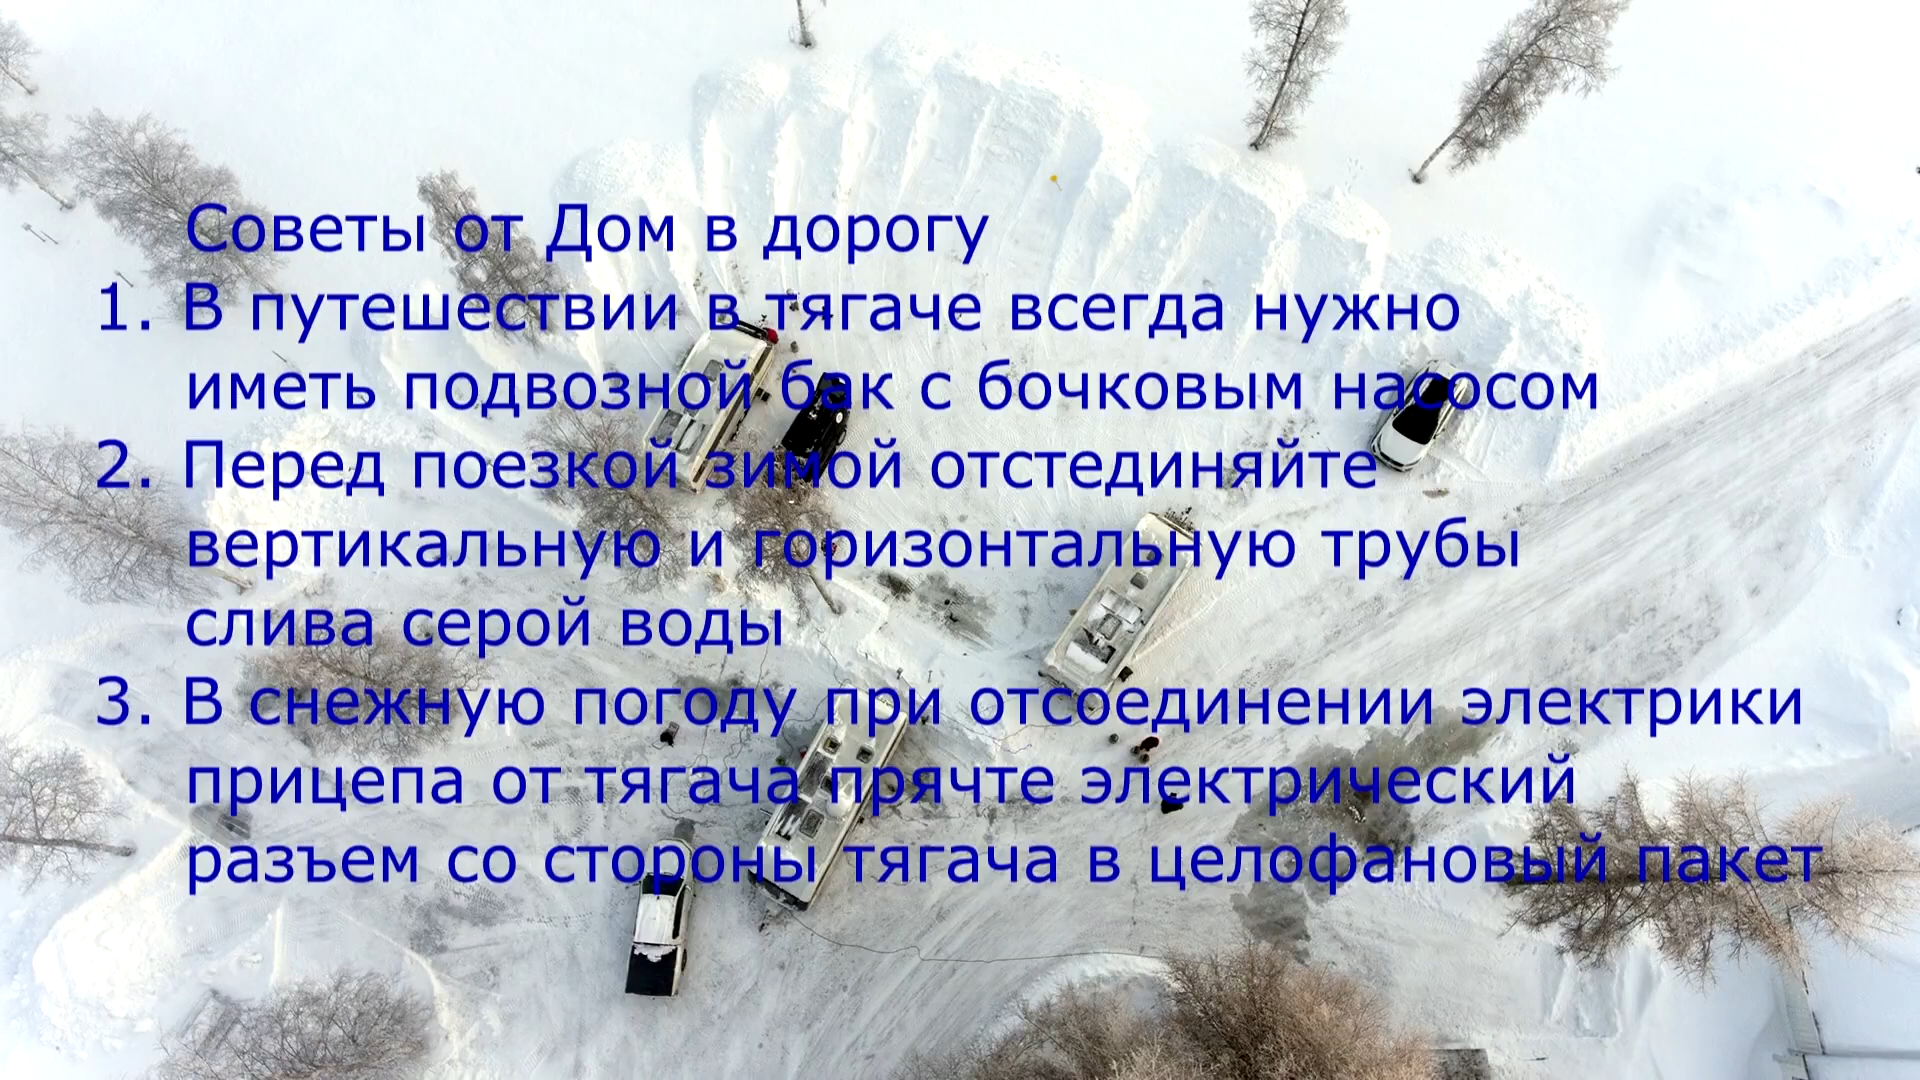 Советы от Дом в дорогу
1. В путешествии в тягаче всегда нужно
иметь подвозной бак с бочковым насосом
2. Перед поезкой зимой отстединяйте
вертикальную и горизонтальную трубы
слива серой воды
3. В снежную погоду при отсоединении электрики
прицепа от тягача прячте электрический
разъем со стороны тягача в целофановый пакет